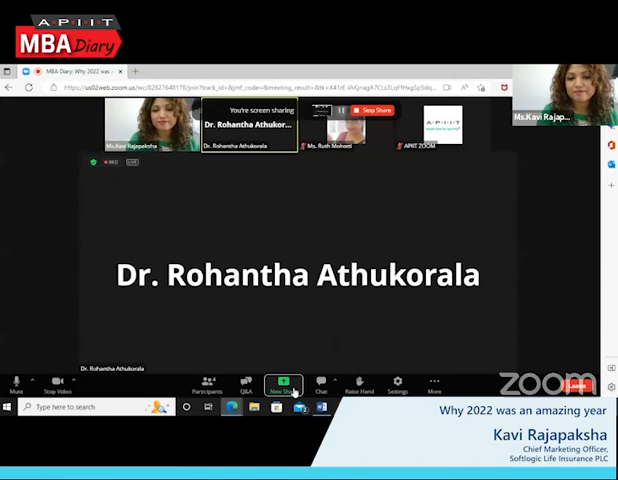 A P I I T
MBA Diary
MBA Diary: Why 2022 was
Ms.Kavi Rajap...
You're screen sharing
Stop Share
Dr. Rohantha Athukor...
Ms.Kavi Rajapaksha
Dr. Rohantha Athukorala
Ms. Ruth Mohotti
A P I I T
APIIT ZOOM
REC
LIVE
Dr. Rohantha Athukorala
Dr. Rohantha Athukorala
Mute
Stop Video
Participants
Q&A
New Share
Chat
Raise Hand
Settings
More
Leave
zoom
Type here to search
Why 2022 was an amazing year
Kavi Rajapaksha
Chief Marketing Officer,
Softlogic Life Insurance PLC